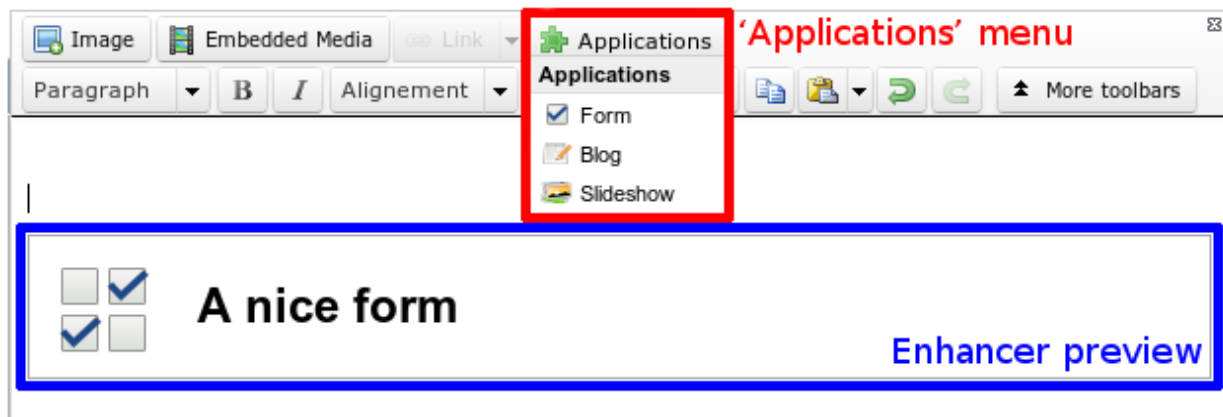 Image Embedded Media Link Applications 'Applications' menu
Paragraph B I Alignement Applications More toolbars
Form
Blog
Slideshow
A nice form
Enhancer preview